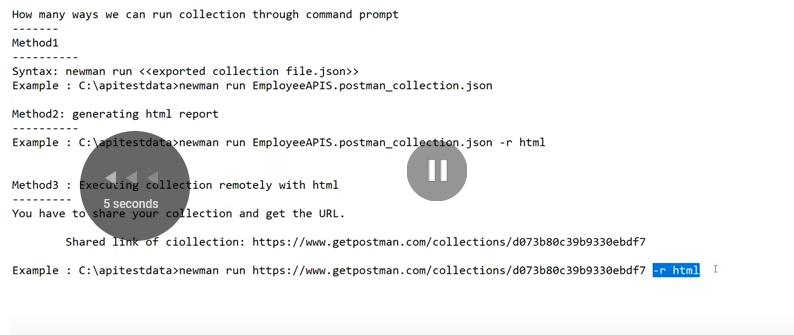 How many ways we can run collection through command prompt
-------
Method1
----------
Syntax: newman run <<exported collection file.json>>
Example : C:\apitestdata>newman run EmployeeAPIS.postman_collection.json
Method2: generating html report
----------
Example : C:\apitestdata>newman run EmployeeAPIS.postman_collection.json -r html
Method3 : Executing collection remotely with html
---------
5 seconds
You have to share your collection and get the URL.
Shared link of ciollection: https://www.getpostman.com/collections/d073b80c39b9330ebdf7
Example : C:\apitestdata>newman run https://www.getpostman.com/collections/d073b80c39b9330ebdf7 -r html